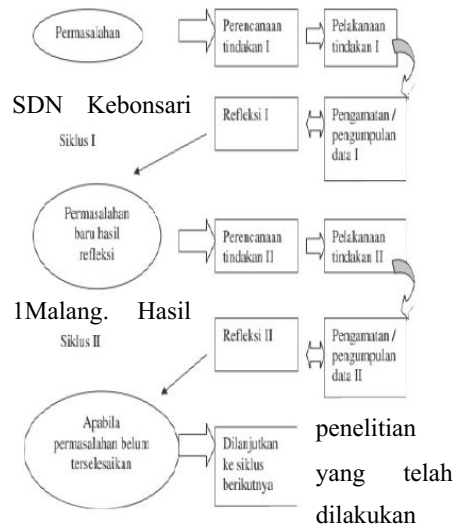 Permasalahan
Perencanaan
tindakan I
Pelakanaan
tindakan I
SDN Kebonsari
Siklus I
Refleksi I
Pengamatan /
pengumpulan
data I
Permasalahan
baru hasil
refleksi
Perencanaan
tindakan II
Pelakanaan
tindakan II
1Malang. Hasil
Siklus II
Refleksi II
Pengamatan /
pengumpulan
data II
Apabila
permasalahan belum
terselesaikan
Dilanjutkan
ke siklus
berikutnya
penelitian
yang telah
dilakukan